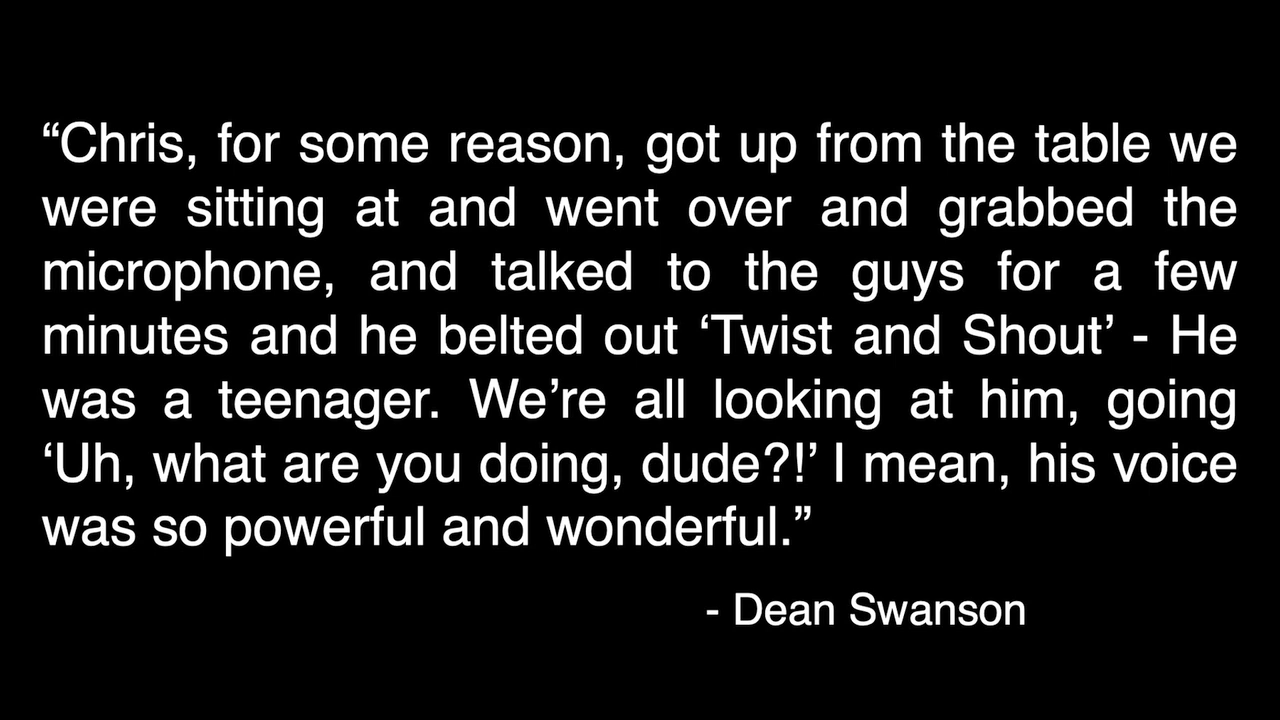 “Chris, for some reason, got up from the table we
were sitting at and went over and grabbed the
microphone, and talked to the guys for a few
minutes and he belted out ‘Twist and Shout’ - He
was a teenager. We’re all looking at him, going
‘Uh, what are you doing, dude?!’ I mean, his voice
was so powerful and wonderful.”
- Dean Swanson